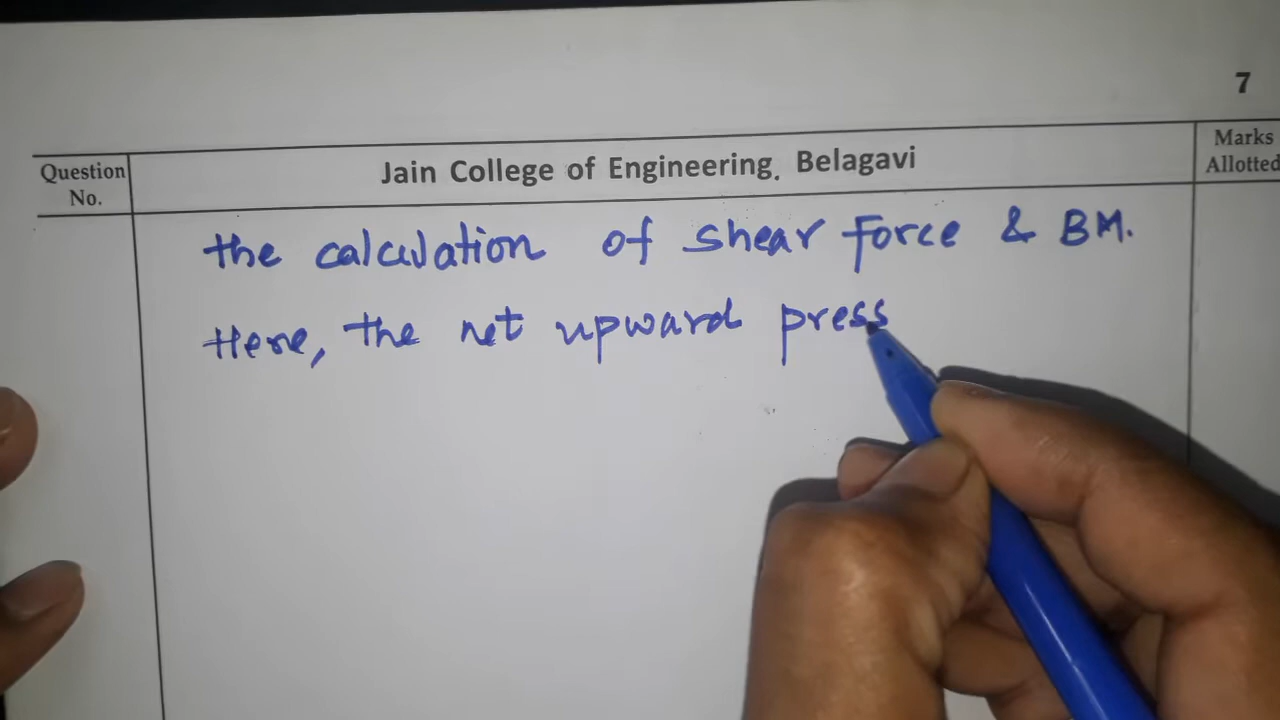 7
Question No.
Jain College of Engineering, Belagavi
Marks Allotted
the calculation of shear force & BM.
Here, the net upward press